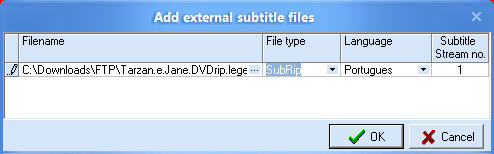 Add external subtitle files
Filename File type Language Subtitle Stream no.
C:\Downloads\FTP\Tarzan.e.Jane.DVDrip.lege ... SubRip Portugues 1
OK Cancel